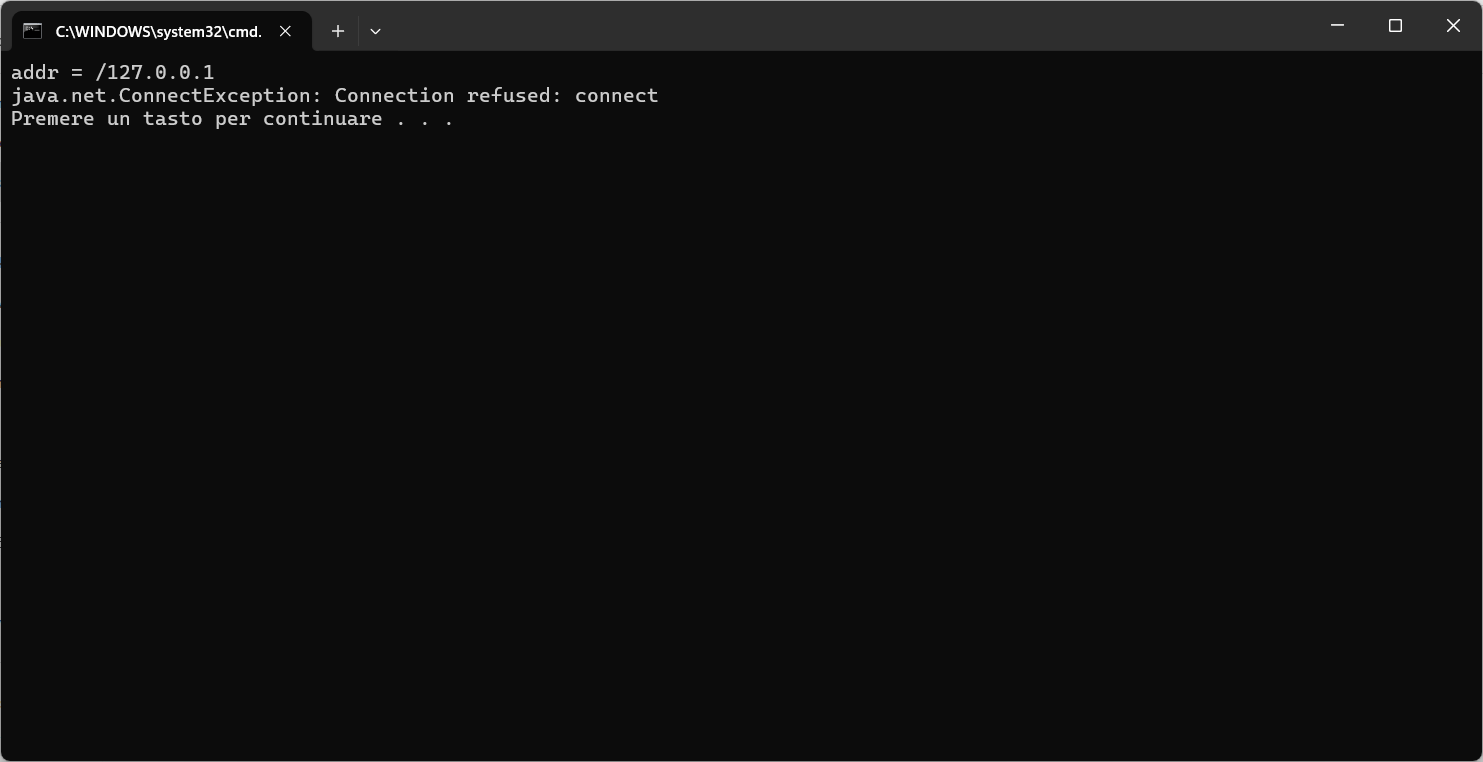 C:\WINDOWS\system32\cmd.
addr = /127.0.0.1
java.net.ConnectException: Connection refused: connect
Premere un tasto per continuare . . .